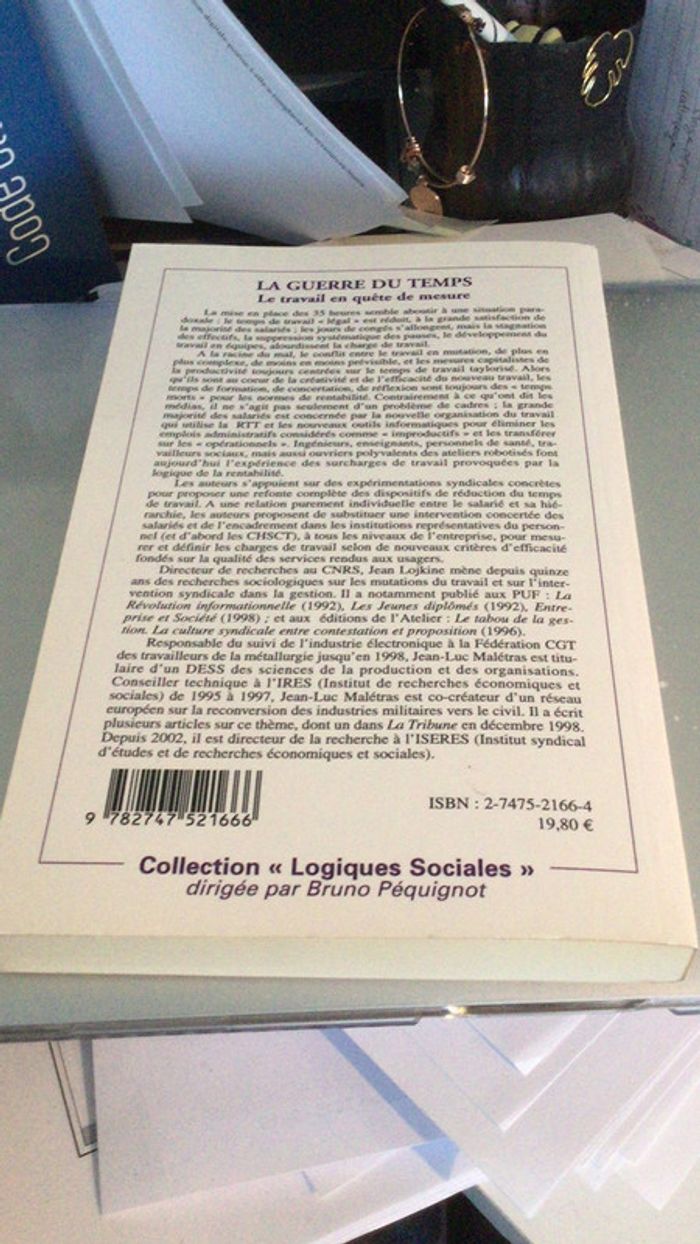 Code
LA GUERRE DU TEMPS
Le travail en quête de mesure
La mise en place des 35 heures semble aboutir à une situation para-
doxale : le temps de travail « légal » est réduit, à la grande satisfaction de
la majorité des salariés ; les jours de congés s'allongent, mais la stagnation
des effectifs, la suppression systématique des pauses, le développement du
travail en équipes, alourdissent la charge de travail.
A la racine du mal, le conflit entre le travail en mutation, de plus en
plus complexe, de moins en moins prévisible, et les mesures capitalistes de
la productivité toujours centrées sur le temps de travail taylorisé. Alors
qu'ils sont au coeur de la créativité et de l'efficacité du nouveau travail, les
temps de formation, de concertation, de réflexion sont toujours des « temps
morts » pour les normes de rentabilité. Contrairement à ce qu'ont dit les
médias, il ne s'agit pas seulement d'un problème de cadres ; la grande
majorité des salariés est concernée par la nouvelle organisation du travail
qui utilise la RTT et les nouveaux outils informatiques pour éliminer les
emplois administratifs considérés comme « improductifs » et les transférer
sur les « opérationnels ». Ingénieurs, enseignants, personnels de santé, tra-
vailleurs sociaux, mais aussi ouvriers polyvalents des ateliers robotisés font
aujourd'hui l'expérience des surcharges de travail provoquées par la
logique de la rentabilité.
Les auteurs s'appuient sur des expérimentations syndicales concrètes
pour proposer une refonte complète des dispositifs de réduction du temps
de travail. A une relation purement individuelle entre le salarié et sa hié-
rarchie, les auteurs proposent de substituer une intervention concertée des
salariés et de l'encadrement dans les institutions représentatives du person-
nel (et d'abord les CHSCT), à tous les niveaux de l'entreprise, pour mesu-
rer et définir les charges de travail selon de nouveaux critères d'efficacité
fondés sur la qualité des services rendus aux usagers.
Directeur de recherches au CNRS, Jean Lojkine mène depuis quinze
ans des recherches sociologiques sur les mutations du travail et sur l'inter-
vention syndicale dans la gestion. Il a notamment publié aux PUF : La
Révolution informationnelle (1992), Les Jeunes diplômés (1992), Entre-
prise et Société (1998) ; et aux éditions de l'Atelier : Le tabou de la ges-
tion. La culture syndicale entre contestation et proposition (1996).
Responsable du suivi de l'industrie électronique à la Fédération CGT
des travailleurs de la métallurgie jusqu'en 1998, Jean-Luc Malétras est titu-
laire d'un DESS des sciences de la production et des organisations.
Conseiller technique à l'IRES (Institut de recherches économiques et
sociales) de 1995 à 1997, Jean-Luc Malétras est co-créateur d'un réseau
européen sur la reconversion des industries militaires vers le civil. Il a écrit
plusieurs articles sur ce thème, dont un dans La Tribune en décembre 1998.
Depuis 2002, il est directeur de la recherche à l'ISERES (Institut syndical
d'études et de recherches économiques et sociales).
9 782747 521666
ISBN : 2-7475-2166-4
19,80 €
Collection « Logiques Sociales »
dirigée par Bruno Péquignot